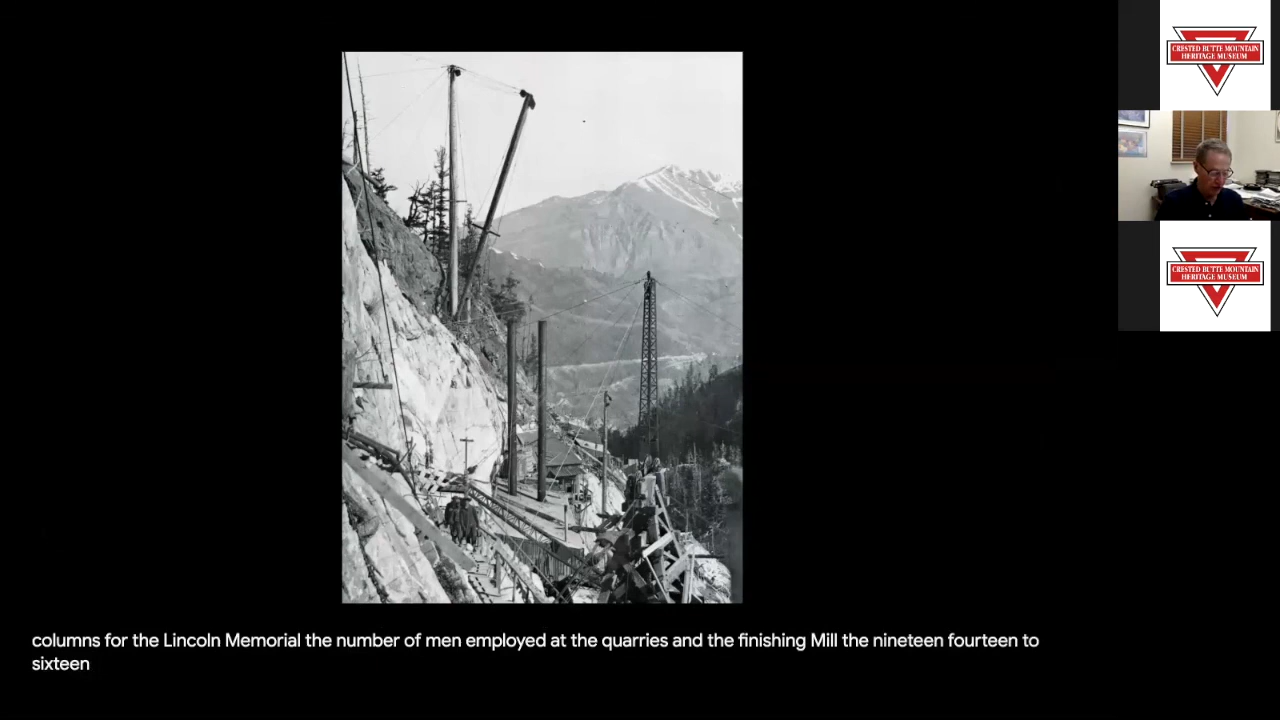 CRESTED BUTTE MOUNTAIN
HERITAGE MUSEUM
CRESTED BUTTE MOUNTAIN
HERITAGE MUSEUM
columns for the Lincoln Memorial the number of men employed at the quarries and the finishing Mill the nineteen fourteen to
sixteen